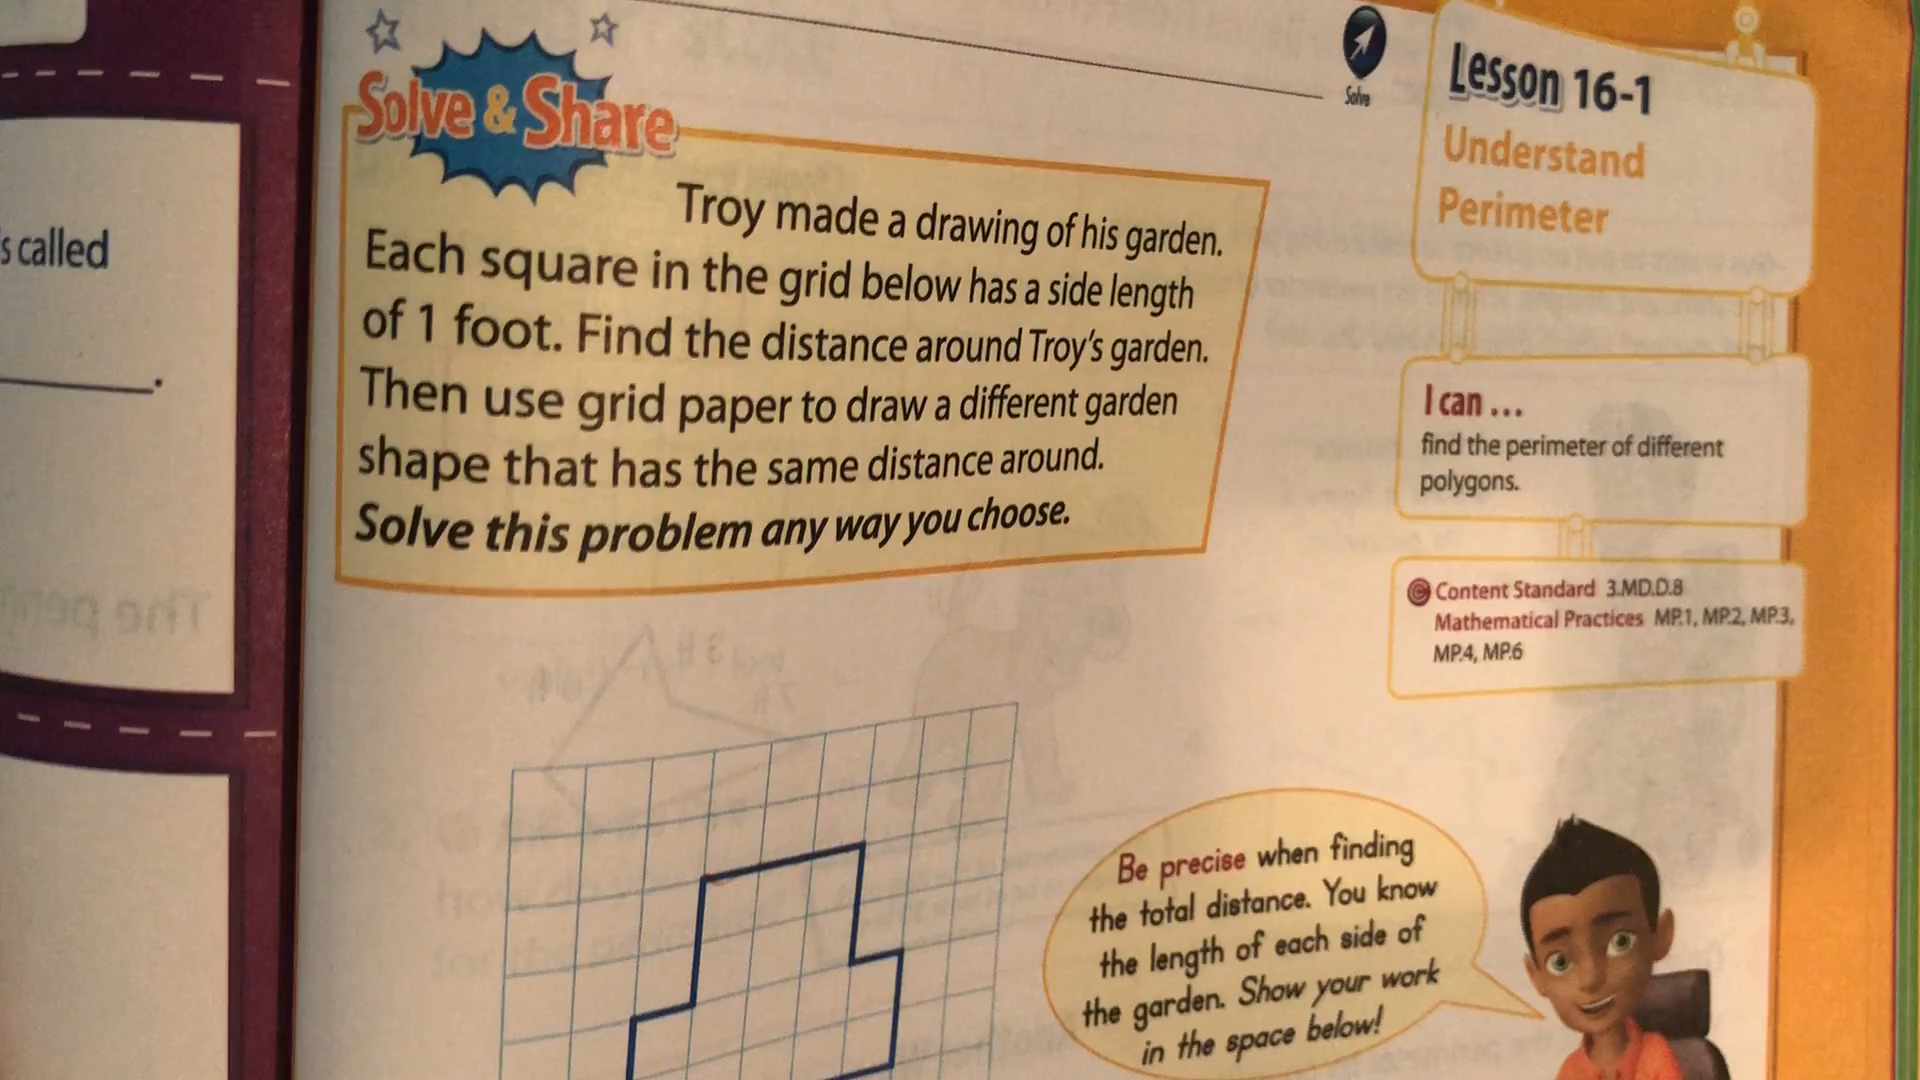 s called
.
Solve & Share
Troy made a drawing of his garden.
Each square in the grid below has a side length
of 1 foot. Find the distance around Troy's garden.
Then use grid paper to draw a different garden
shape that has the same distance around.
Solve this problem any way you choose.
Solve
Lesson 16-1
Understand
Perimeter
I can ...
find the perimeter of different
polygons.
Content Standard 3.MD.D.8
Mathematical Practices MP.1, MP.2, MP.3,
MP.4, MP.6
Be precise when finding
the total distance. You know
the length of each side of
the garden. Show your work
in the space below!